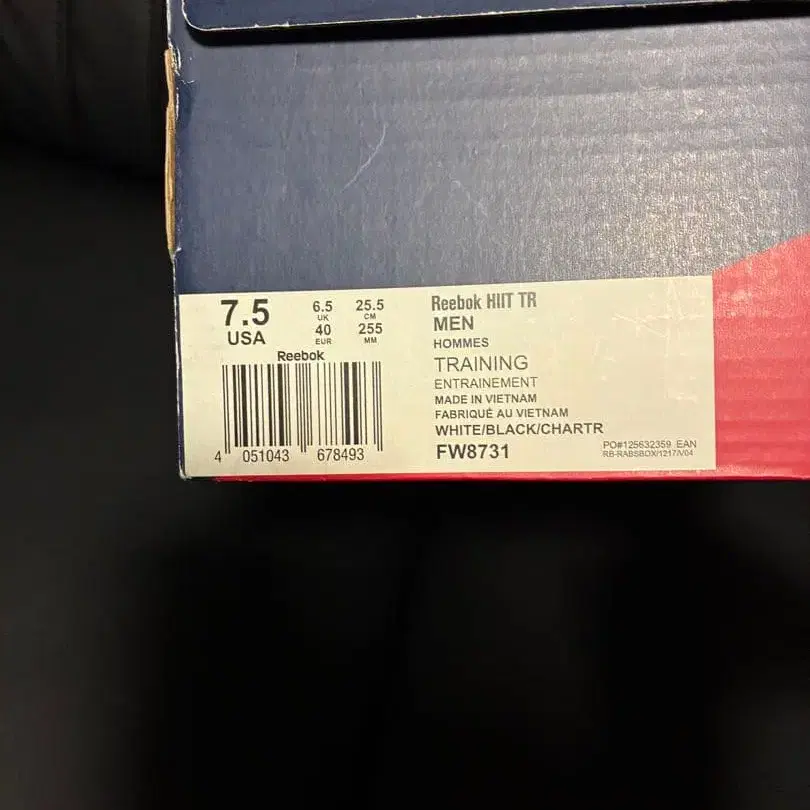 7.5
USA
6.5
UK
40
EUR
25.5
CM
255
MM
Reebok
4 051043 678493
Reebok HIIT TR
MEN
HOMMES
TRAINING
ENTRAINEMENT
MADE IN VIETNAM
FABRIQUÉ AU VIETNAM
WHITE/BLACK/CHARTR
FW8731
PO#125632359 EAN
RB-RABSBOX/1217/V04